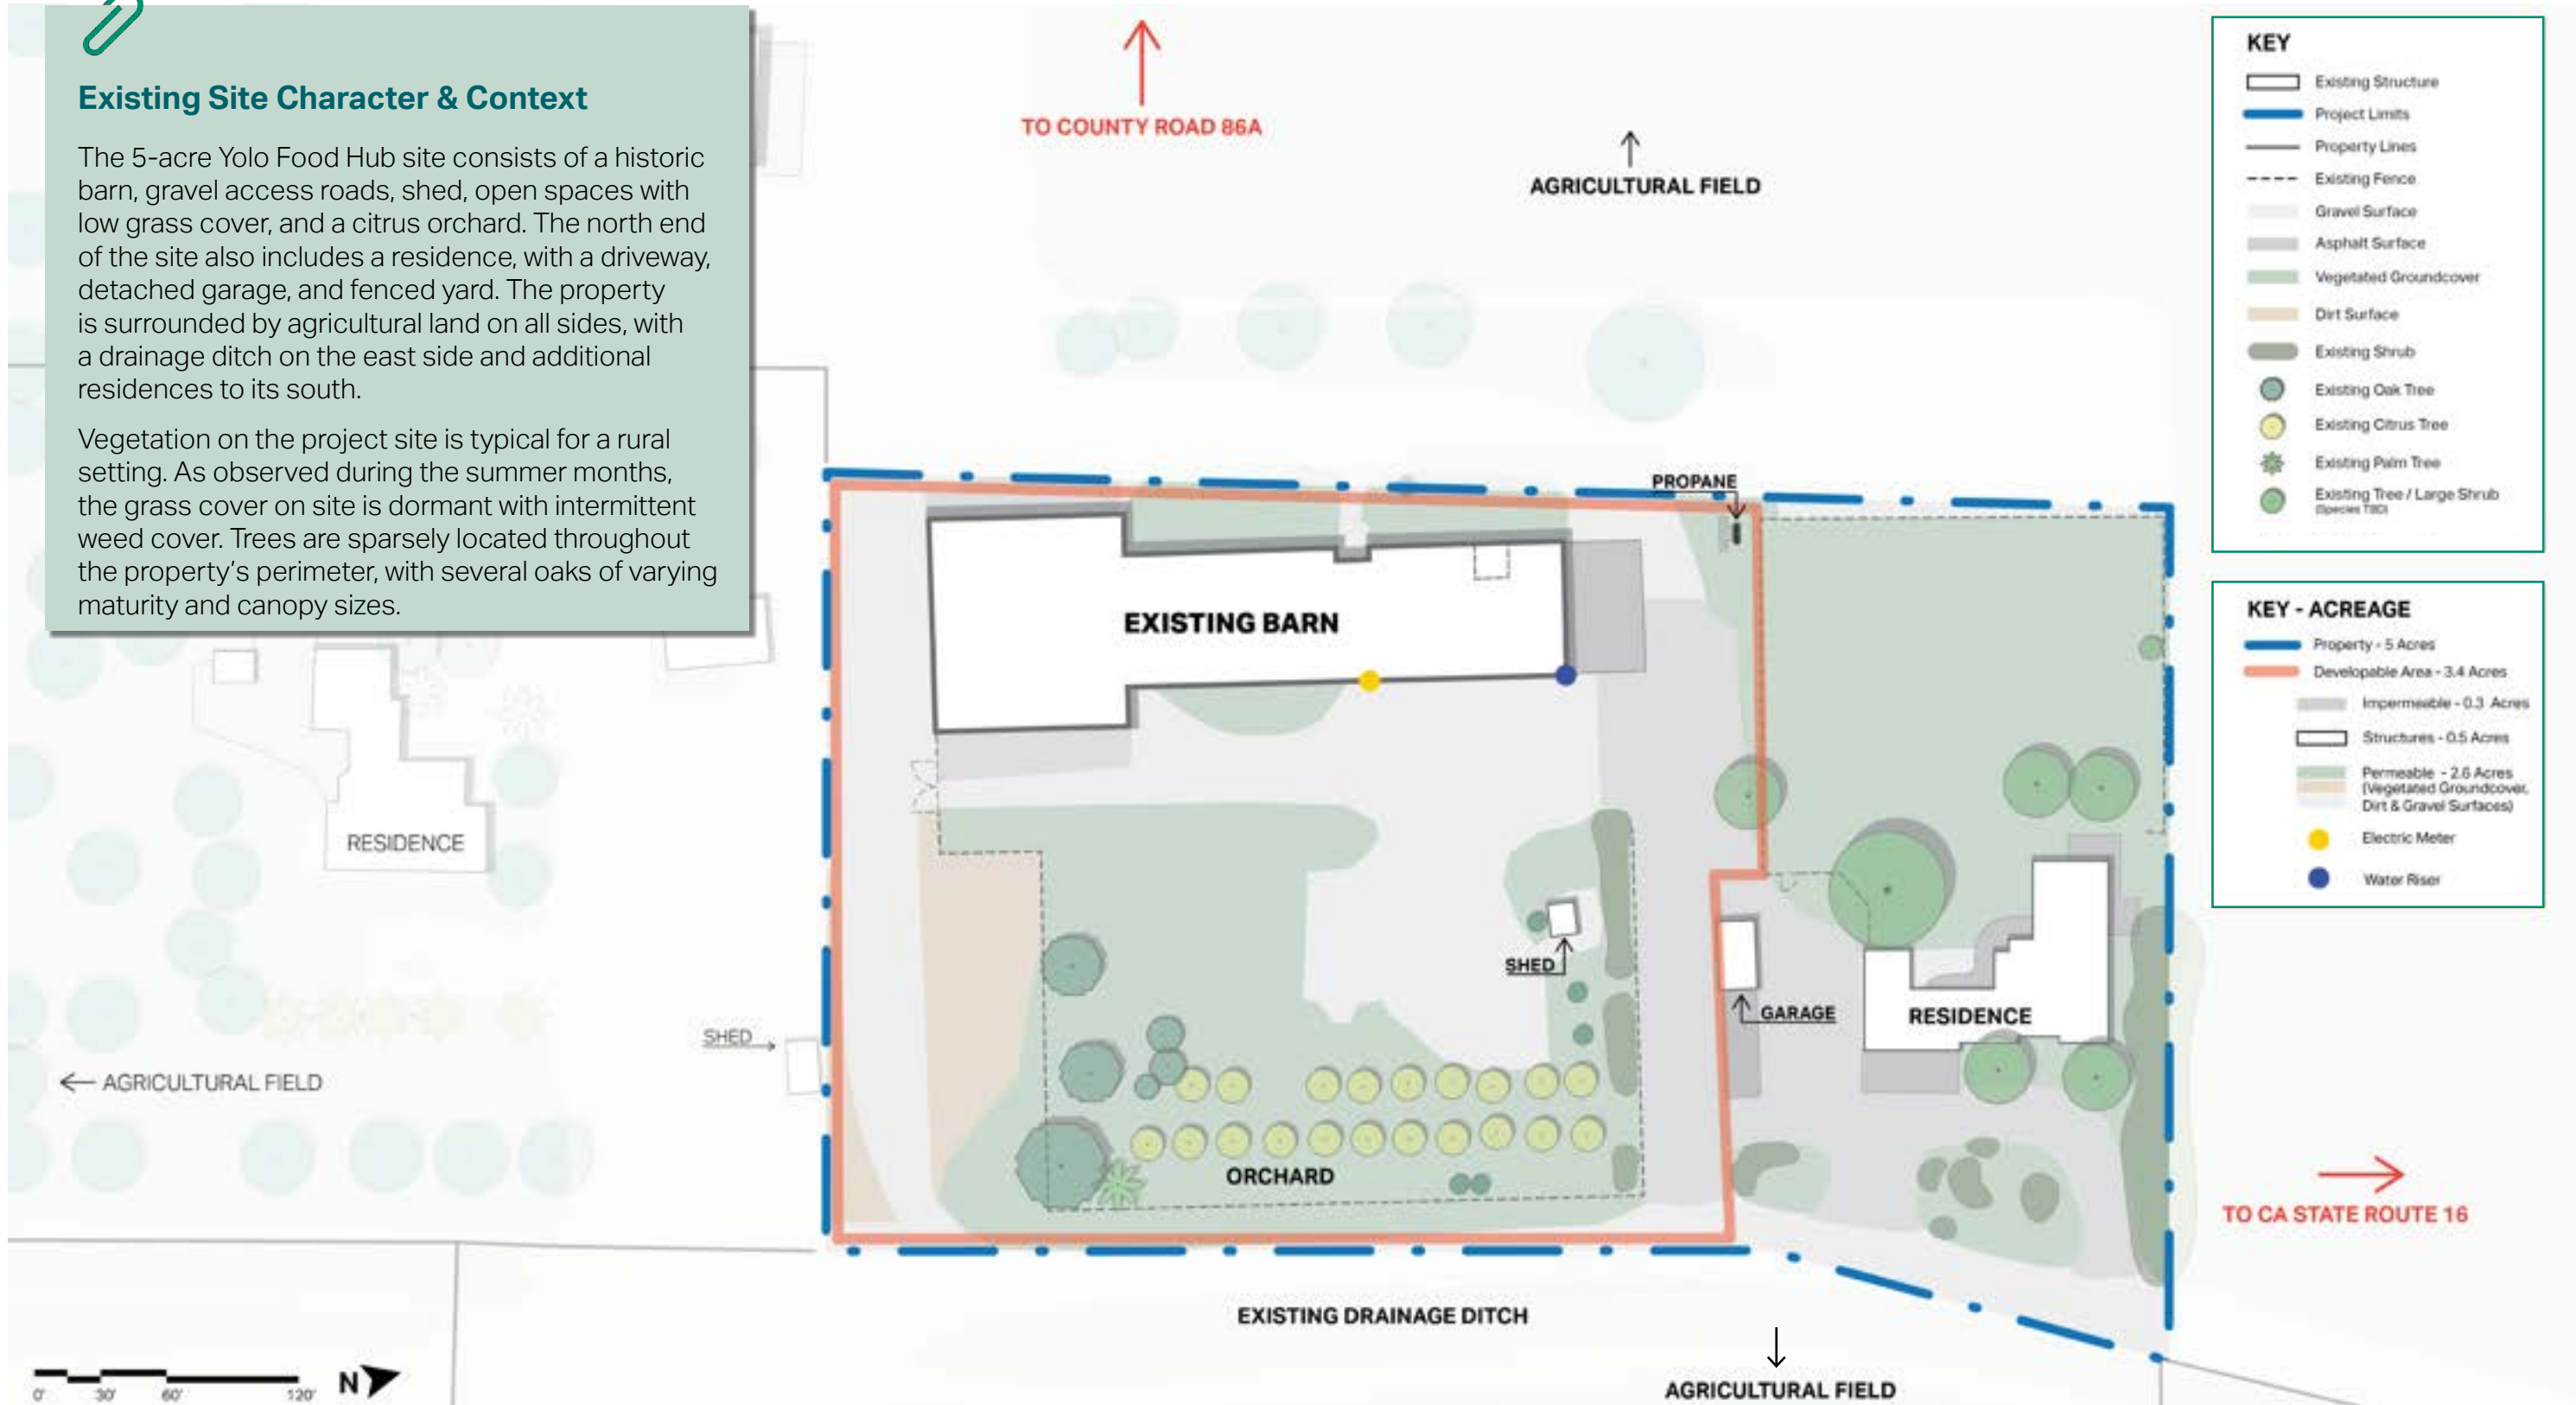 Existing Site Character & Context
The 5-acre Yolo Food Hub site consists of a historic
barn, gravel access roads, shed, open spaces with
low grass cover, and a citrus orchard. The north end
of the site also includes a residence, with a driveway,
detached garage, and fenced yard. The property
is surrounded by agricultural land on all sides, with
a drainage ditch on the east side and additional
residences to its south.
Vegetation on the project site is typical for a rural
setting. As observed during the summer months,
the grass cover on site is dormant with intermittent
weed cover. Trees are sparsely located throughout
the property's perimeter, with several oaks of varying
maturity and canopy sizes.
TO COUNTY ROAD 86A
AGRICULTURAL FIELD
PROPANE
EXISTING BARN
RESIDENCE
SHED
SHED
GARAGE
RESIDENCE
AGRICULTURAL FIELD
ORCHARD
TO CA STATE ROUTE 16
EXISTING DRAINAGE DITCH
AGRICULTURAL FIELD
0' 30' 60' 120'
N
KEY
Existing Structure
Project Limits
Property Lines
Existing Fence
Gravel Surface
Asphalt Surface
Vegetated Groundcover
Dirt Surface
Existing Shrub
Existing Oak Tree
Existing Citrus Tree
Existing Palm Tree
Existing Tree / Large Shrub
(Species TBD)
KEY - ACREAGE
Property - 5 Acres
Developable Area - 3.4 Acres
Impermeable - 0.3 Acres
Structures - 0.5 Acres
Permeable - 2.6 Acres
(Vegetated Groundcover,
Dirt & Gravel Surfaces)
Electric Meter
Water Riser